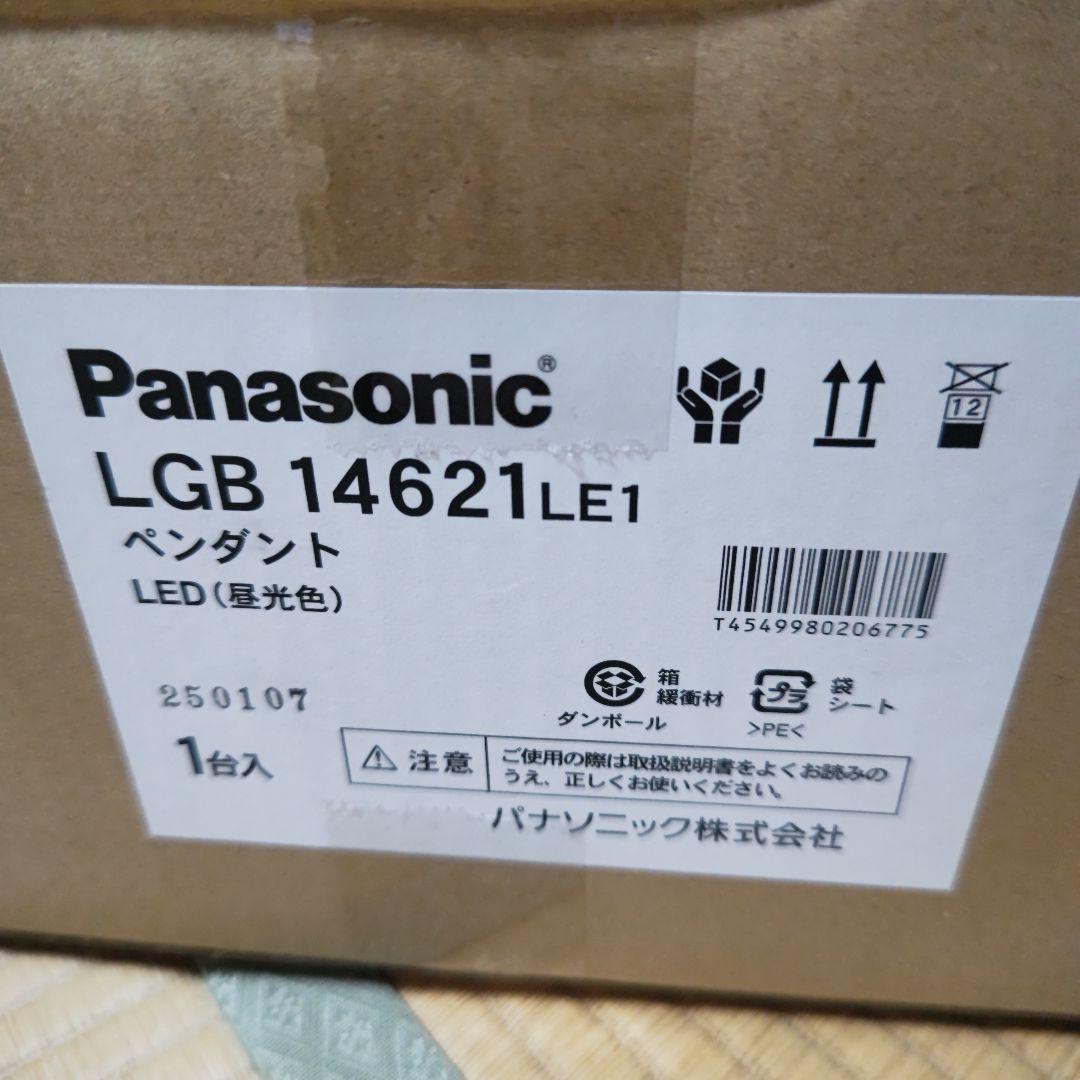 Panasonic®
LGB 14621LE1
ペンダント
LED(昼光色)
12
T4549980206775
250107
1台入
箱
緩衝材
ダンボール
プラ
袋
シート
>PE<
注意
ご使用の際は取扱説明書をよくお読みの
うえ、正しくお使いください。
パナソニック株式会社